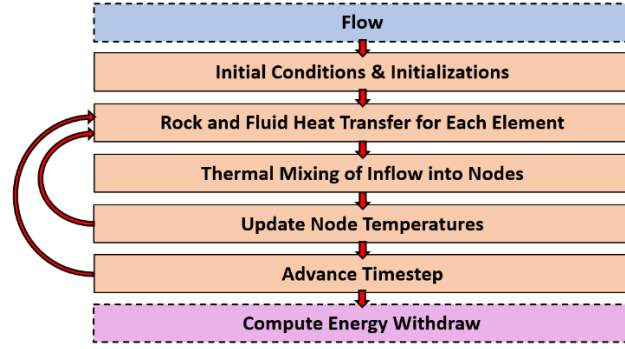 Flow
Initial Conditions & Initializations
Rock and Fluid Heat Transfer for Each Element
Thermal Mixing of Inflow into Nodes
Update Node Temperatures
Advance Timestep
Compute Energy Withdraw